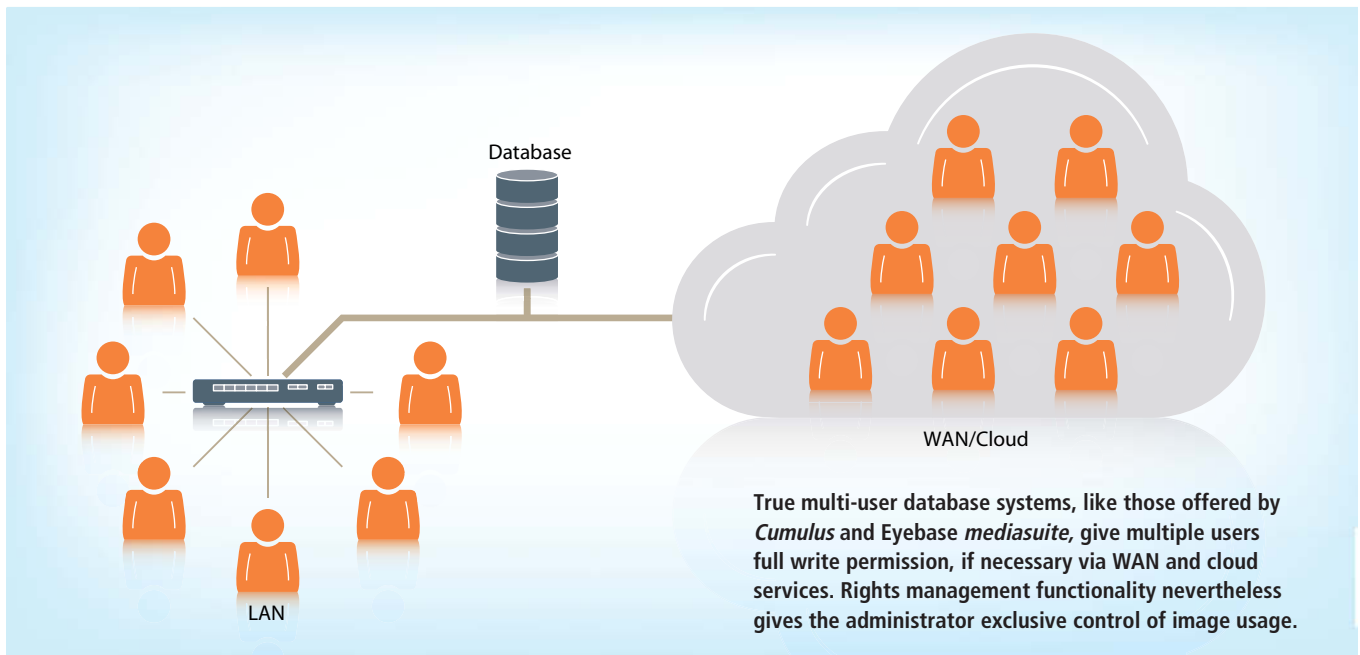 Database
WAN/Cloud
LAN
True multi-user database systems, like those offered by
Cumulus and Eyebase mediasuite, give multiple users
full write permission, if necessary via WAN and cloud
services. Rights management functionality nevertheless
gives the administrator exclusive control of image usage.